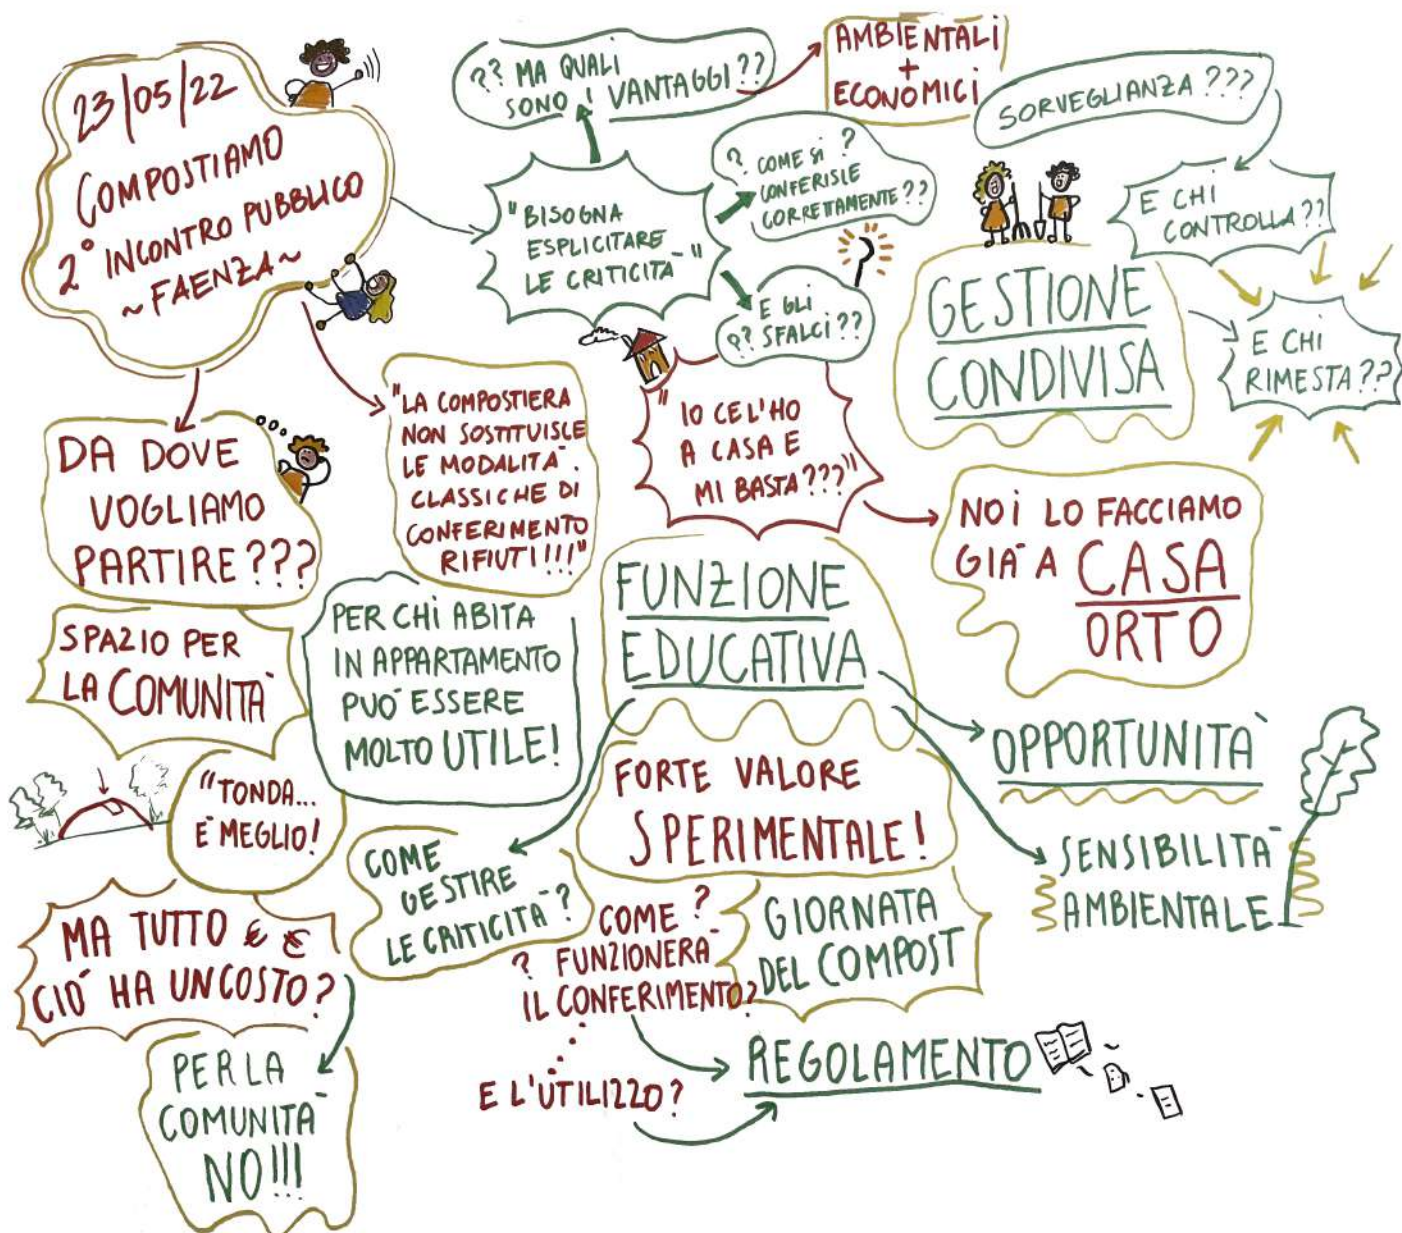 23/05/22
COMPOSTIAMO
2° INCONTRO PUBBLICO
~ FAENZA ~
?? MA QUALI
SONO I VANTAGGI ??
AMBIENTALI
+
ECONOMICI
SORVEGLIANZA ???
"BISOGNA
ESPLICITARE
LE CRITICITÀ"
? COME SI ?
CONFERISCE
CORRETTAMENTE ??
E GLI
?? SFALCI ??
E CHI
CONTROLLA ??
GESTIONE
CONDIVISA
E CHI
RIMESTA ??
DA DOVE
VOGLIAMO
PARTIRE ???
"LA COMPOSTIERA
NON SOSTITUISCE
LE MODALITÀ
CLASSICHE DI
CONFERIMENTO
RIFIUTI!!!"
"IO CEL'HO
A CASA E
MI BASTA???"
NOI LO FACCIAMO
GIÀ A CASA
ORTO
SPAZIO PER
LA COMUNITÀ
PER CHI ABITA
IN APPARTAMENTO
PUÒ ESSERE
MOLTO UTILE!
FUNZIONE
EDUCATIVA
OPPORTUNITÀ
SENSIBILITÀ
AMBIENTALE
"TONDA...
È MEGLIO!
FORTE VALORE
SPERIMENTALE!
COME
GESTIRE
LE CRITICITÀ?
MA TUTTO € €
CIÒ HA UN COSTO?
PER LA
COMUNITÀ
NO!!!
COME ?
? FUNZIONERÀ
IL CONFERIMENTO?
E L'UTILIZZO?
GIORNATA
DEL COMPOST
REGOLAMENTO